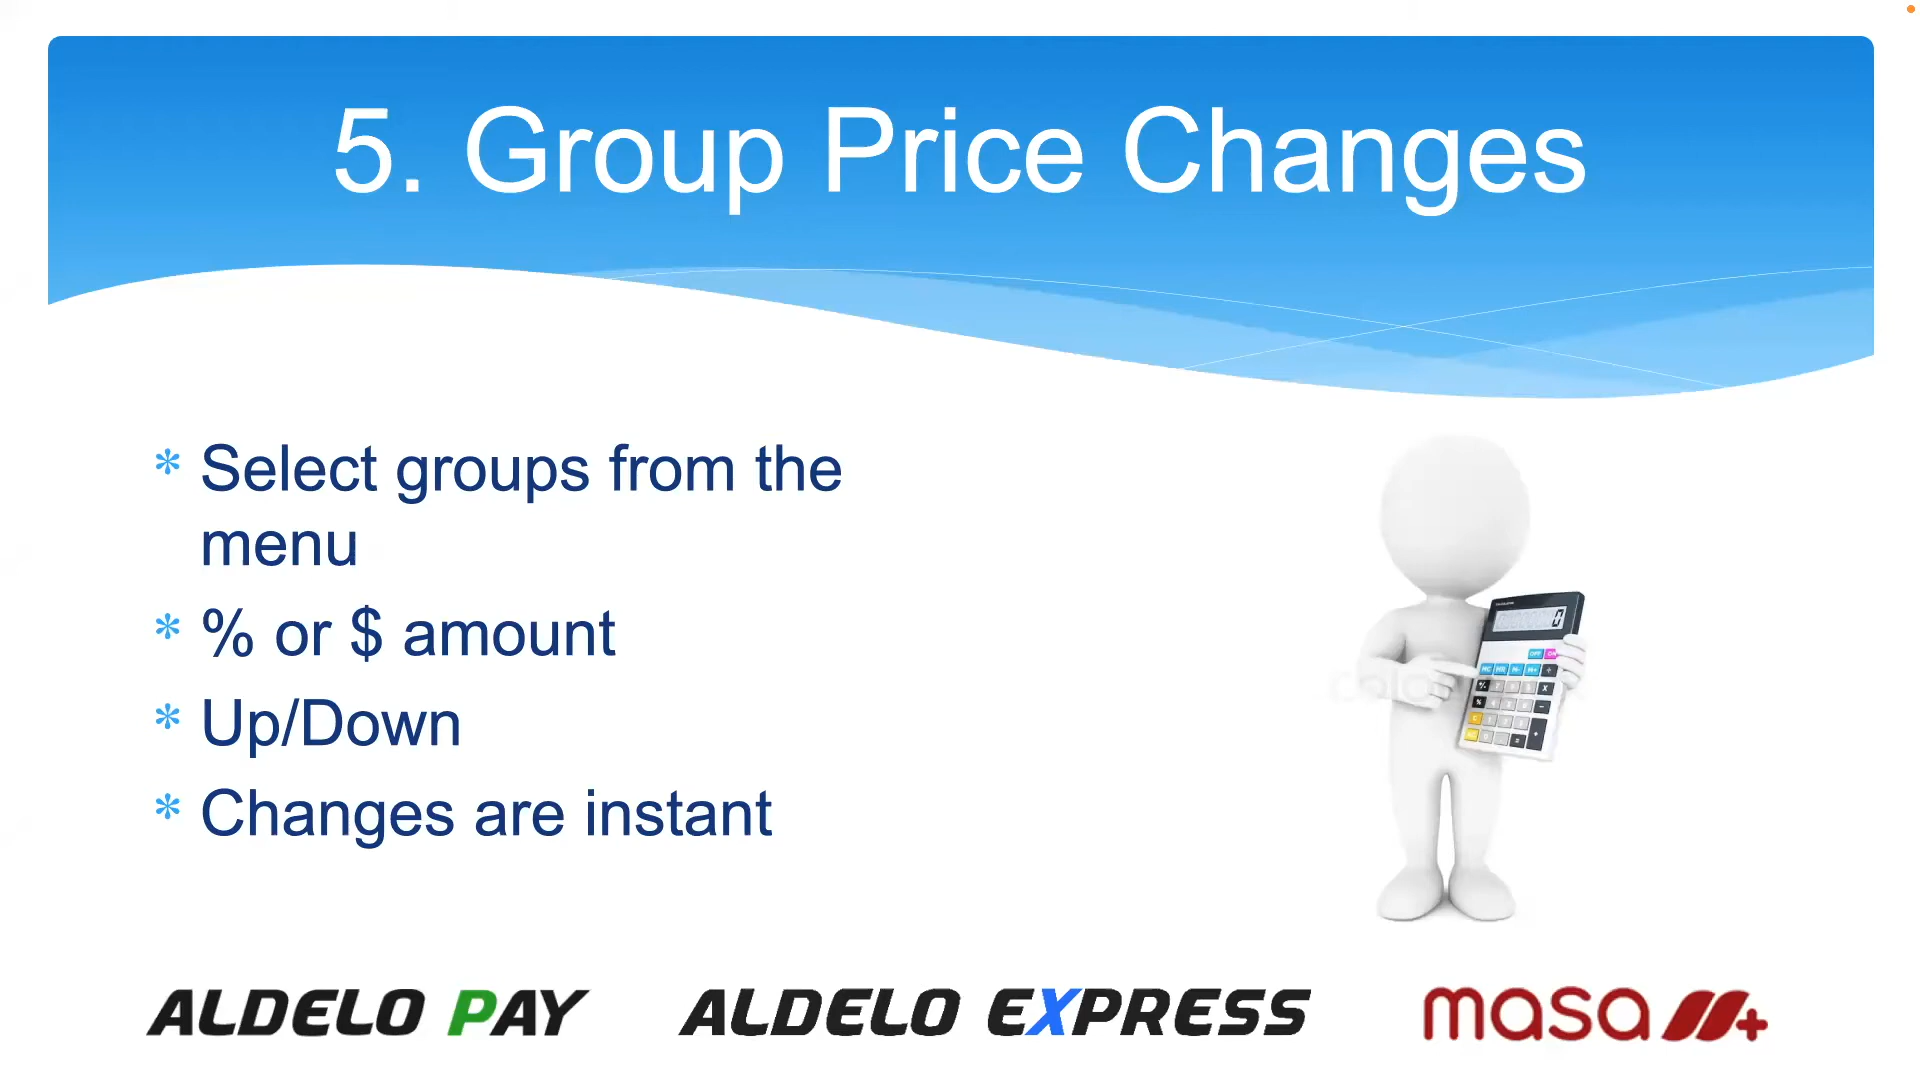 5. Group Price Changes
* Select groups from the
menu
* % or $ amount
* Up/Down
* Changes are instant
ALDELO PAY
ALDELO EXPRESS
masa